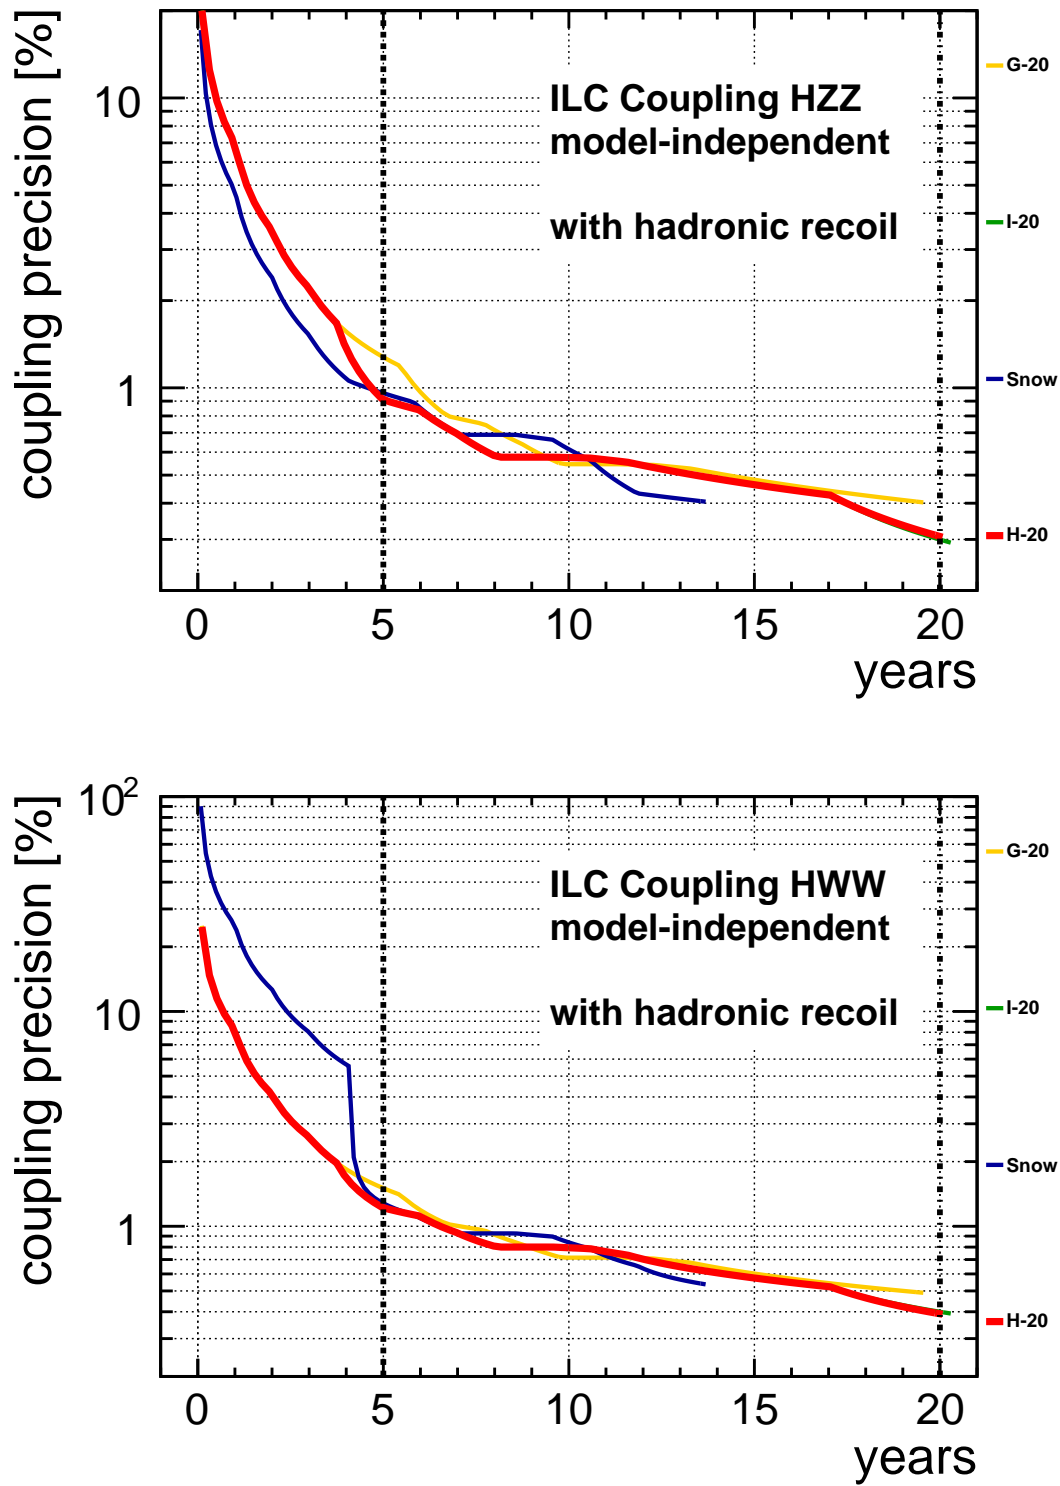 coupling precision [%]
10
1
ILC Coupling HZZ
model-independent
with hadronic recoil
G-20
I-20
Snow
H-20
0 5 10 15 20
years
coupling precision [%]
10²
10
1
ILC Coupling HWW
model-independent
with hadronic recoil
G-20
I-20
Snow
H-20
0 5 10 15 20
years